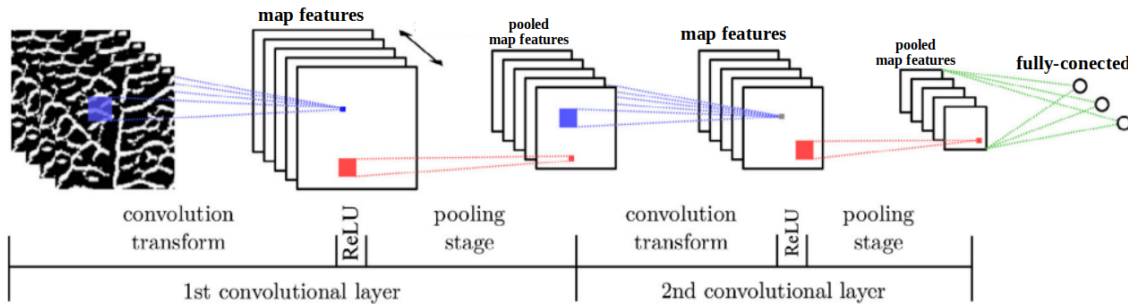 map features
pooled
map features
map features
pooled
map features
fully-conected
convolution
transform
ReLU
pooling
stage
convolution
transform
ReLU
pooling
stage
1st convolutional layer
2nd convolutional layer